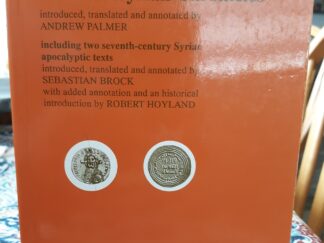 introduced, translated and annotated by
ANDREW PALMER
including two seventh-century Syriac
apocalyptic texts
introduced, translated and annotated by
SEBASTIAN BROCK
with added annotation and an historical
introduction by ROBERT HOYLAND